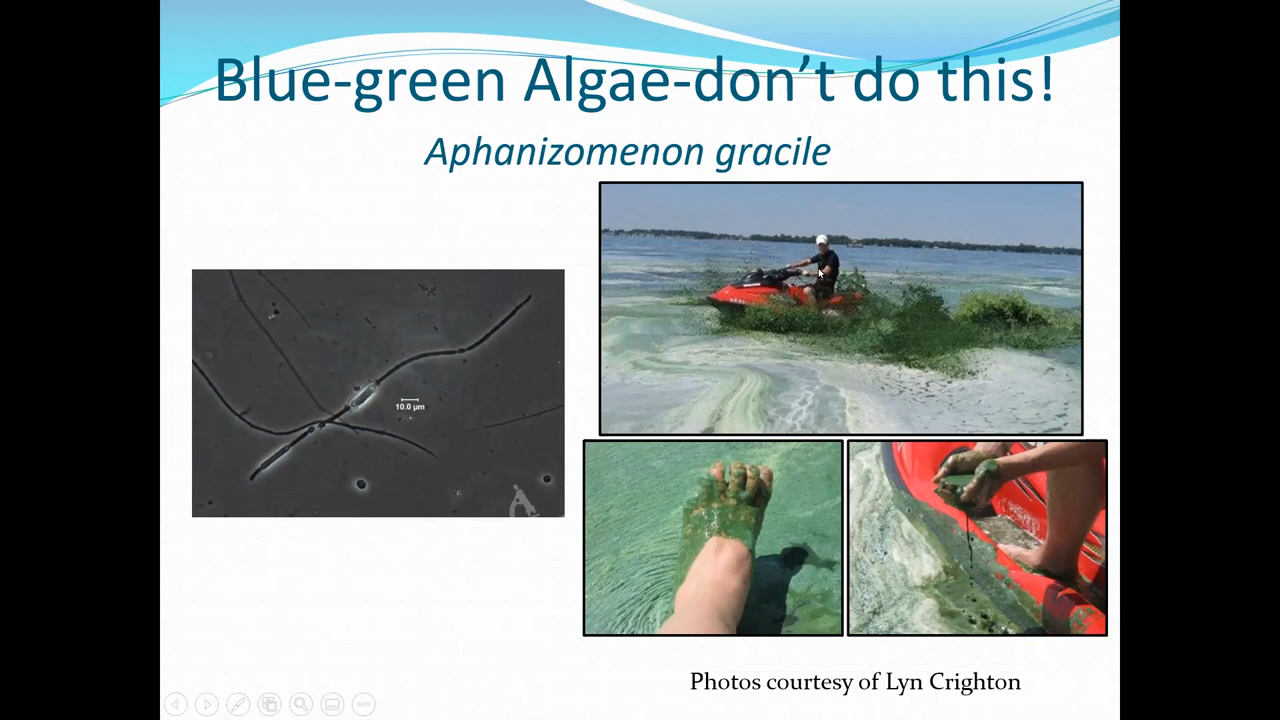 Blue-green Algae-don’t do this!
Aphanizomenon gracile
10.0 µm
Photos courtesy of Lyn Crighton